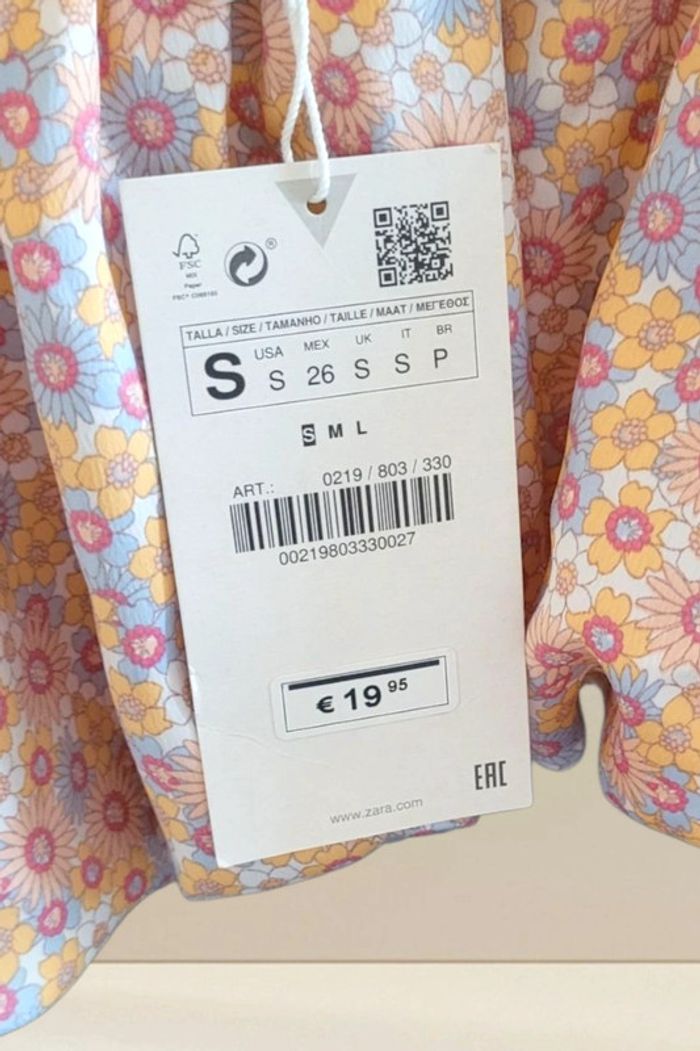 ®
FSC
MIX
Paper
TALLA / SIZE / TAMANHO / TAILLE / MAAT / ΜΕΓΕΘΟΣ
S
USA MEX UK IT BR
S 26 S S P
S M L
ART.: 0219 / 803 / 330
00219803330027
€ 19 95
EAC
www.zara.com